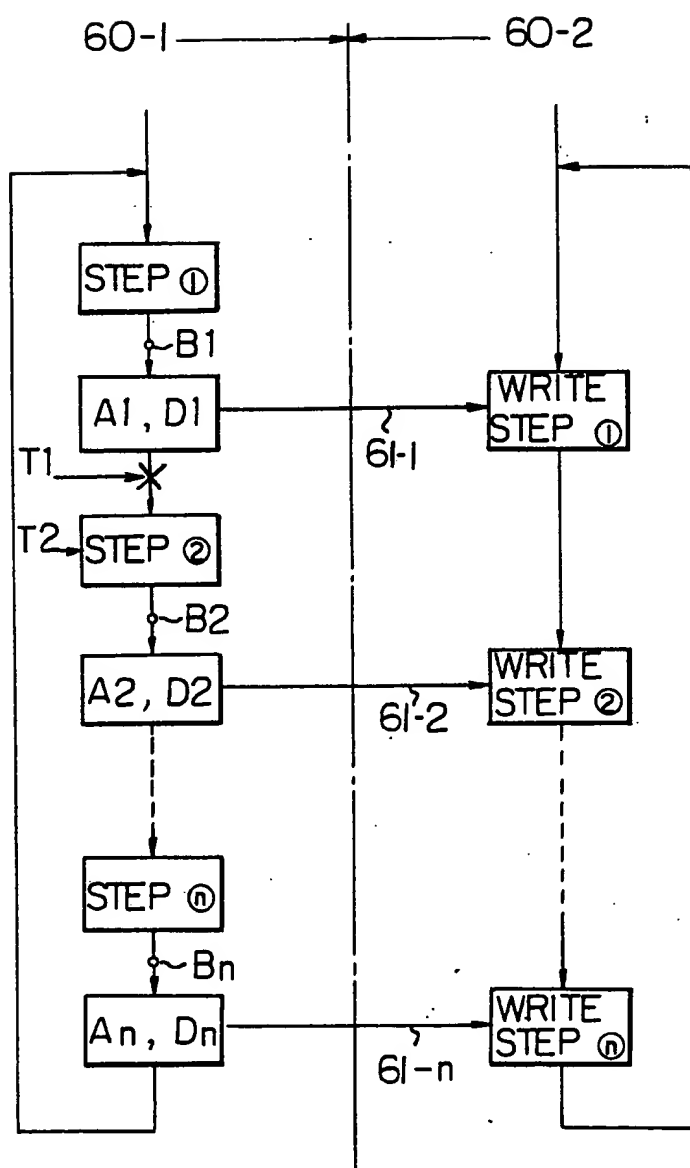 60-1
60-2
STEP ①
B1
A1, D1
WRITE
STEP ①
61-1
T1
T2
STEP ②
B2
A2, D2
WRITE
STEP ②
61-2
STEP ⓝ
Bn
An, Dn
WRITE
STEP ⓝ
61-n